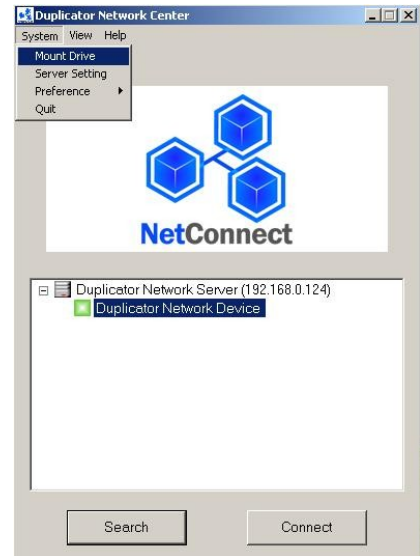 Duplicator Network Center
System View Help
Mount Drive
Server Setting
Preference
Quit
NetConnect
Duplicator Network Server (192.168.0.124)
Duplicator Network Device
Search Connect